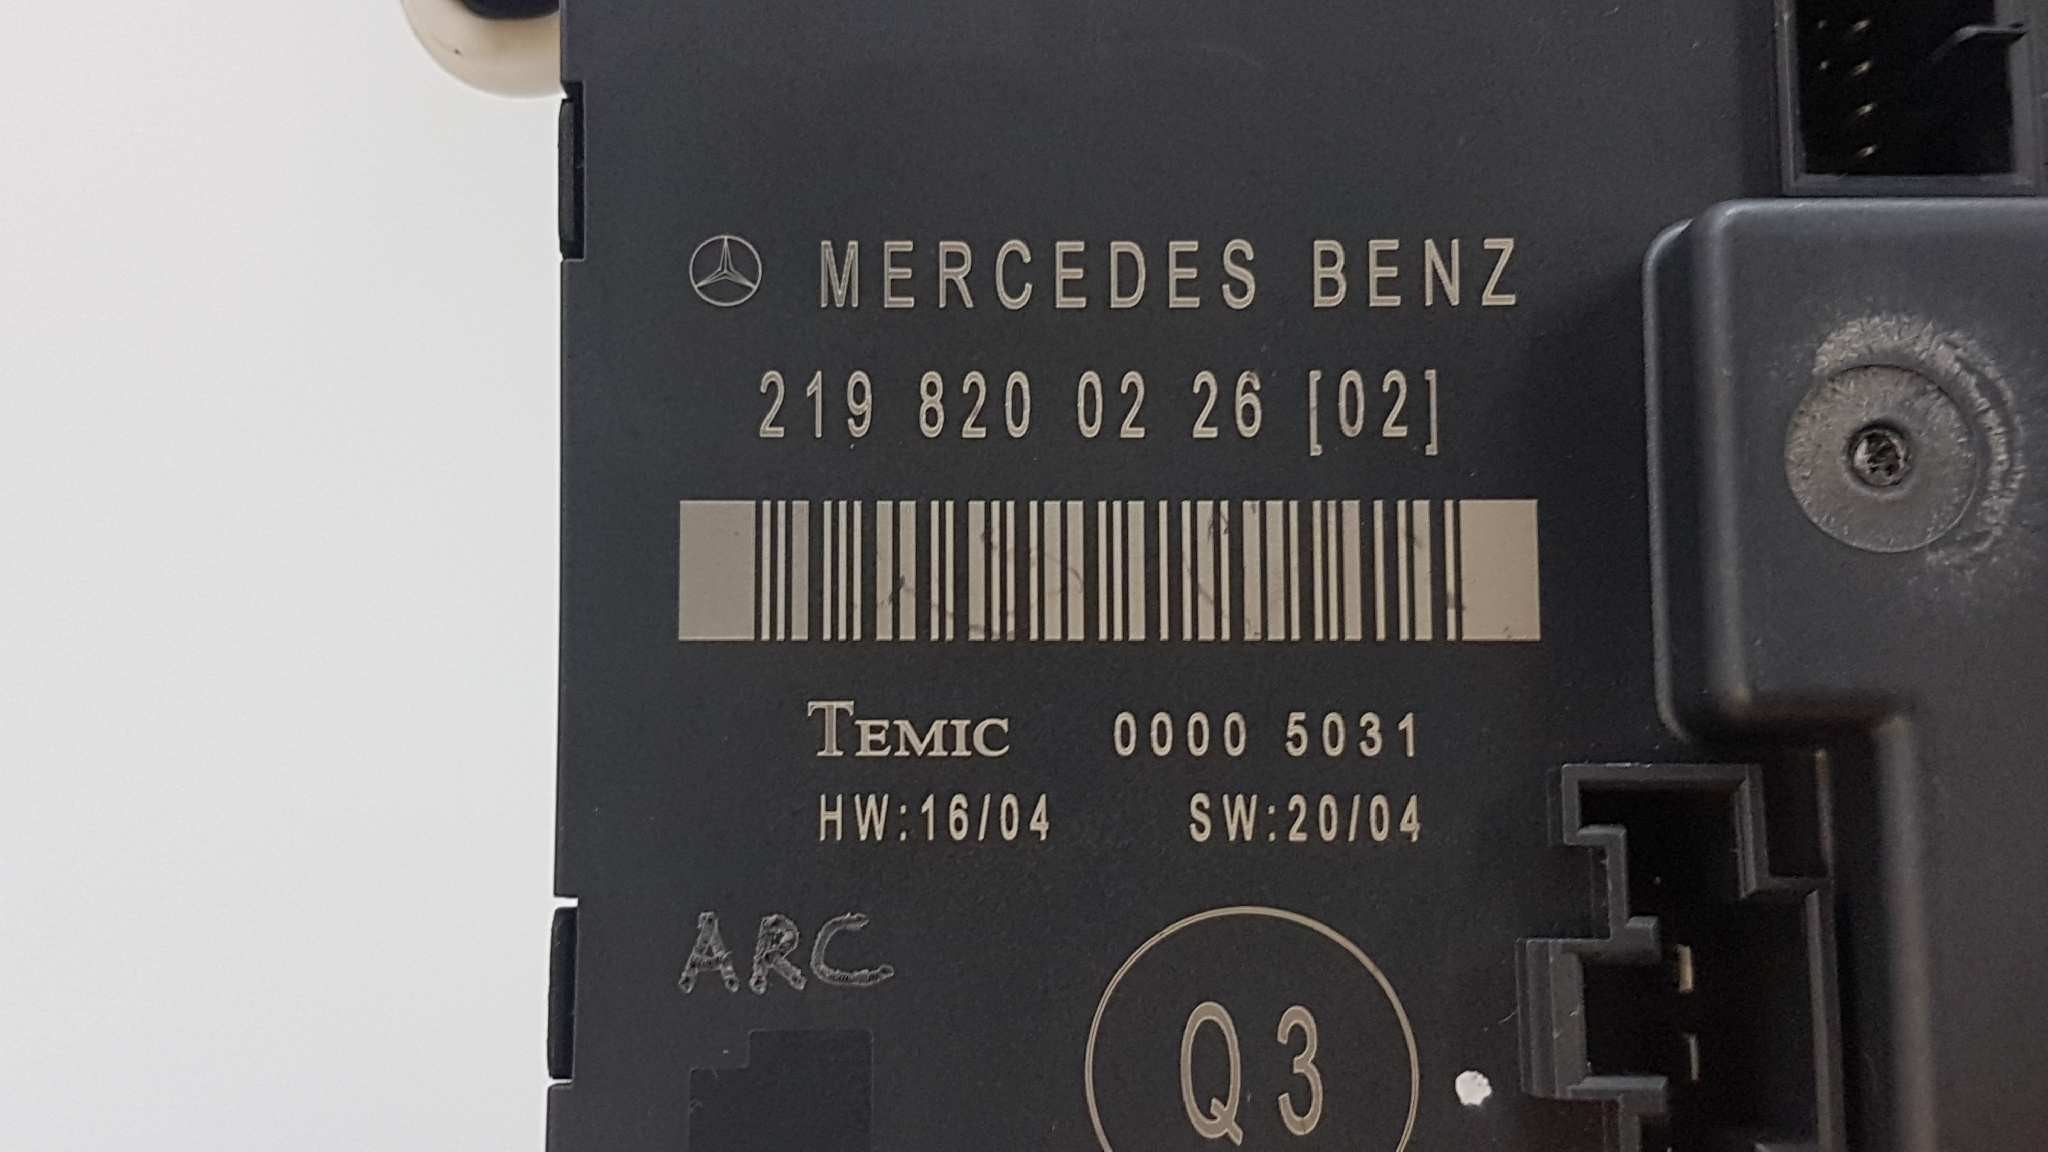 MERCEDES BENZ
219 820 02 26 [02]
TEMIC 0000 5031
HW:16/04 SW:20/04
ARC
Q3